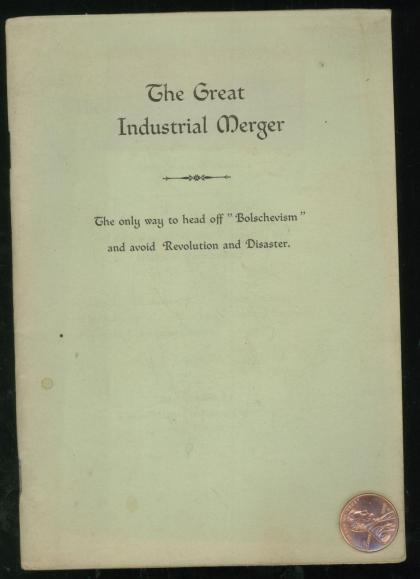 The Great
Industrial Merger
The only way to head off "Bolschevism"
and avoid Revolution and Disaster.